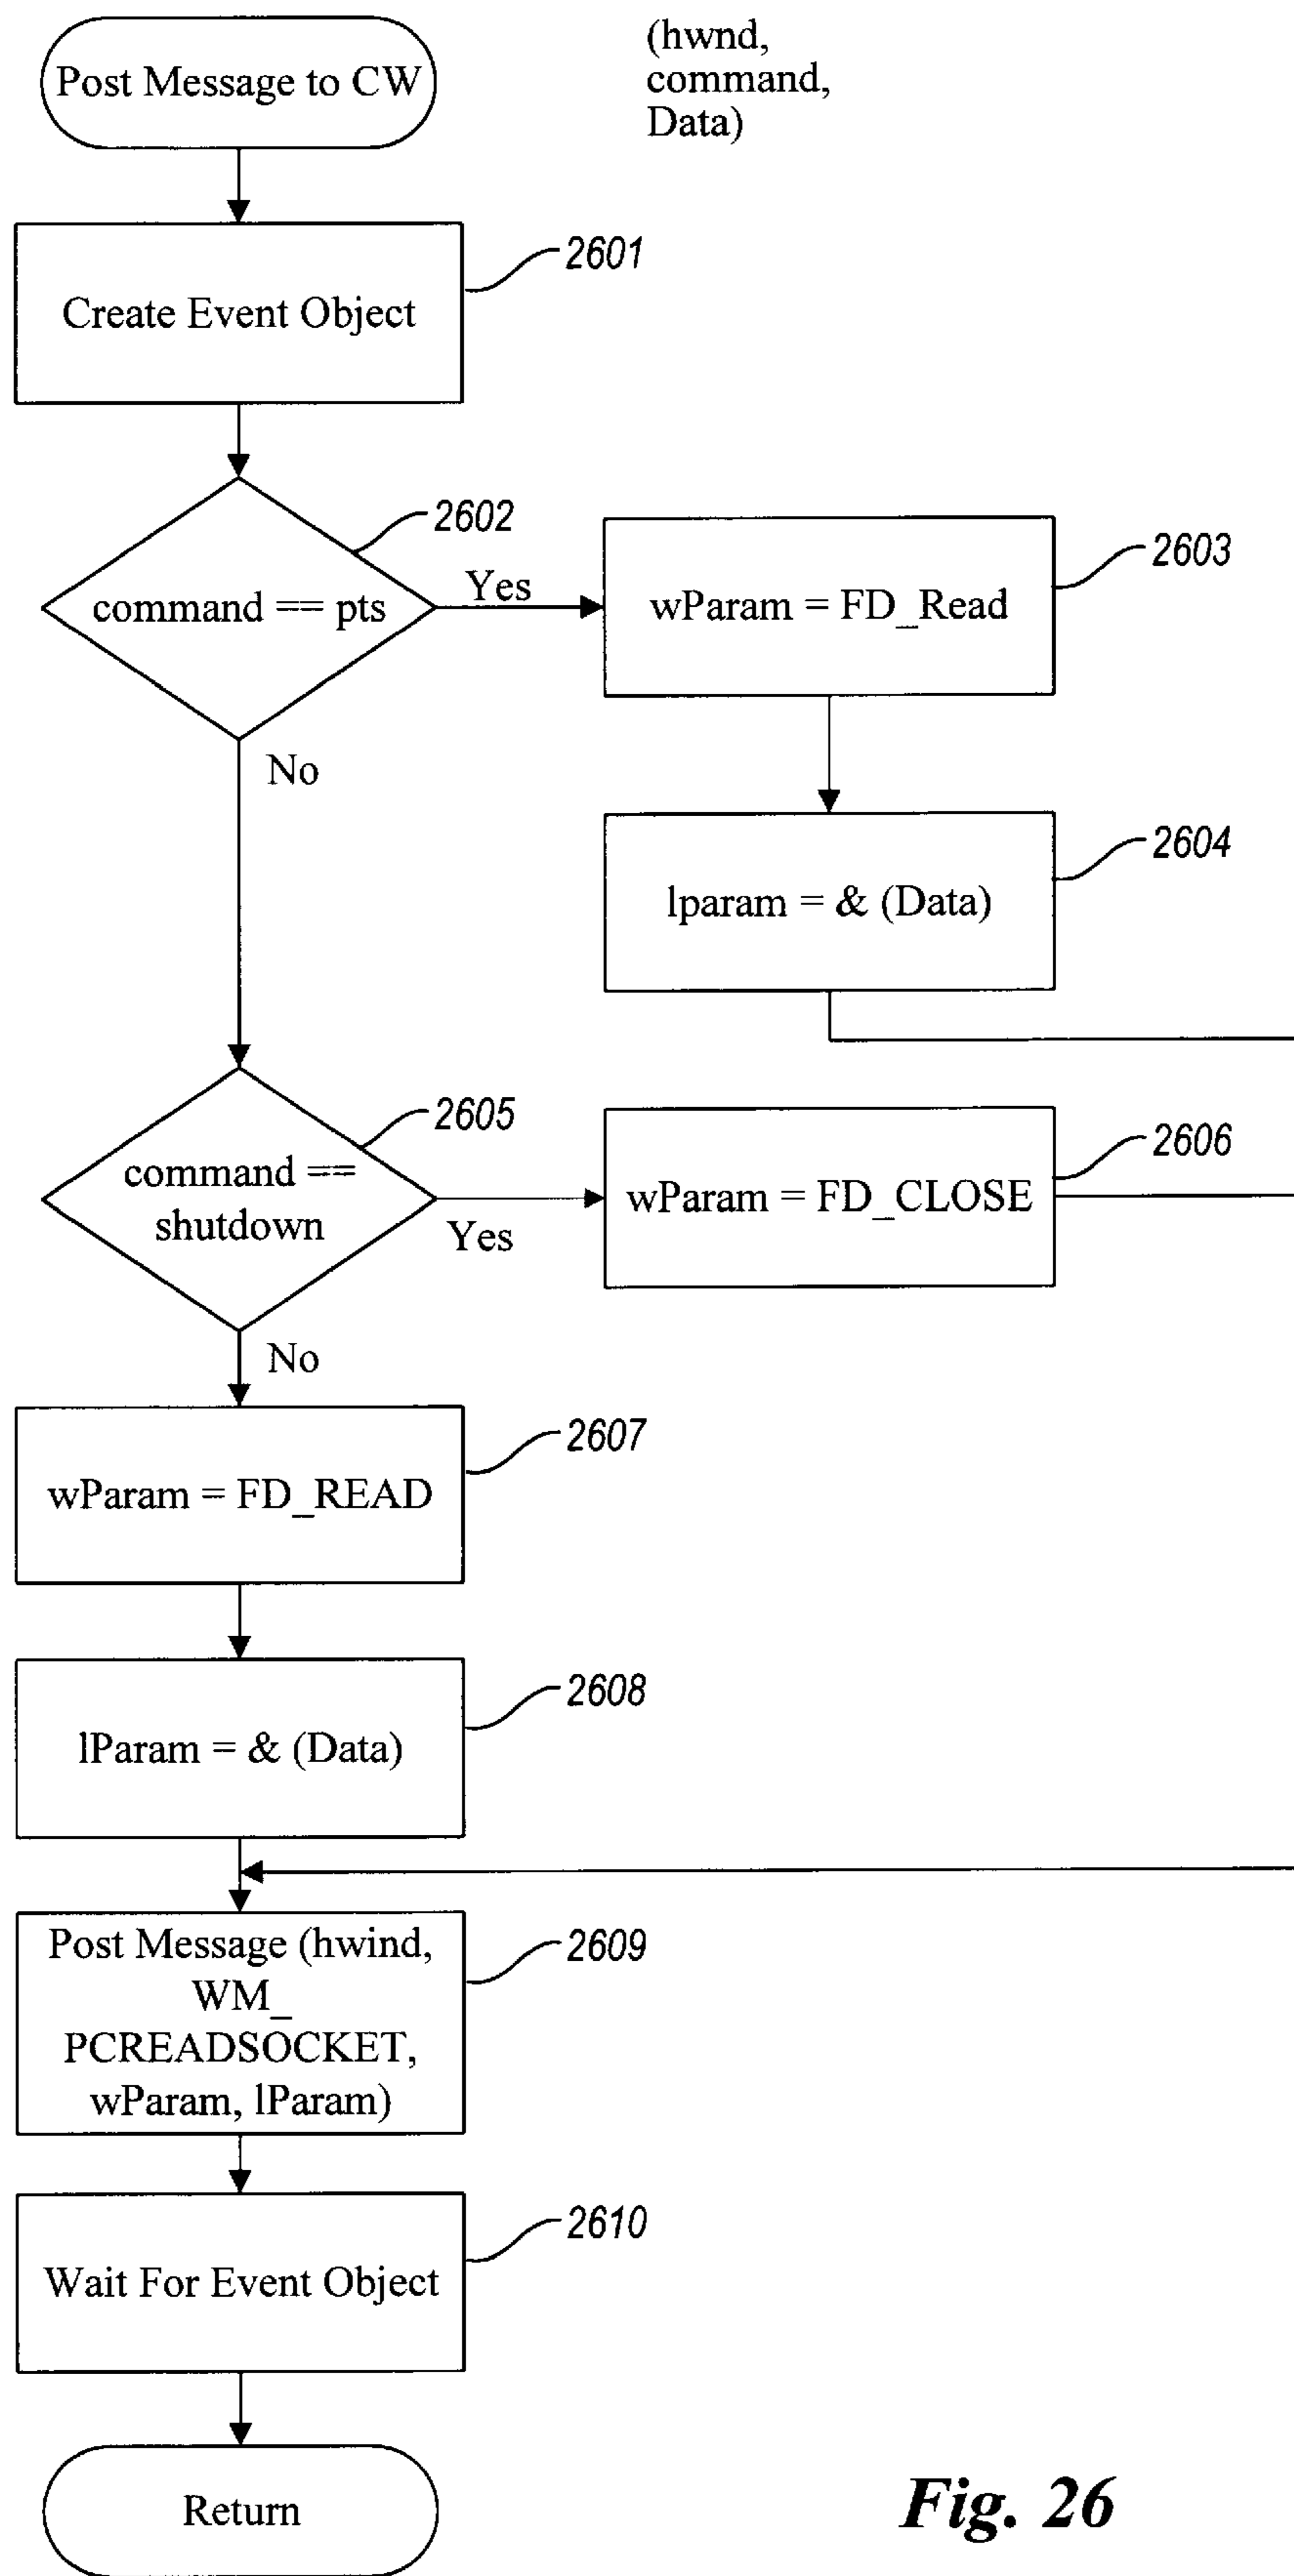 Post Message to CW
(hwnd,
command,
Data)
2601
Create Event Object
2602
command == pts
Yes
2603
wParam = FD_Read
No
2604
lparam = & (Data)
2605
command ==
shutdown
Yes
2606
wParam = FD_CLOSE
No
2607
wParam = FD_READ
2608
lParam = & (Data)
2609
Post Message (hwind,
WM_
PCREADSOCKET,
wParam, lParam)
2610
Wait For Event Object
Return
Fig. 26